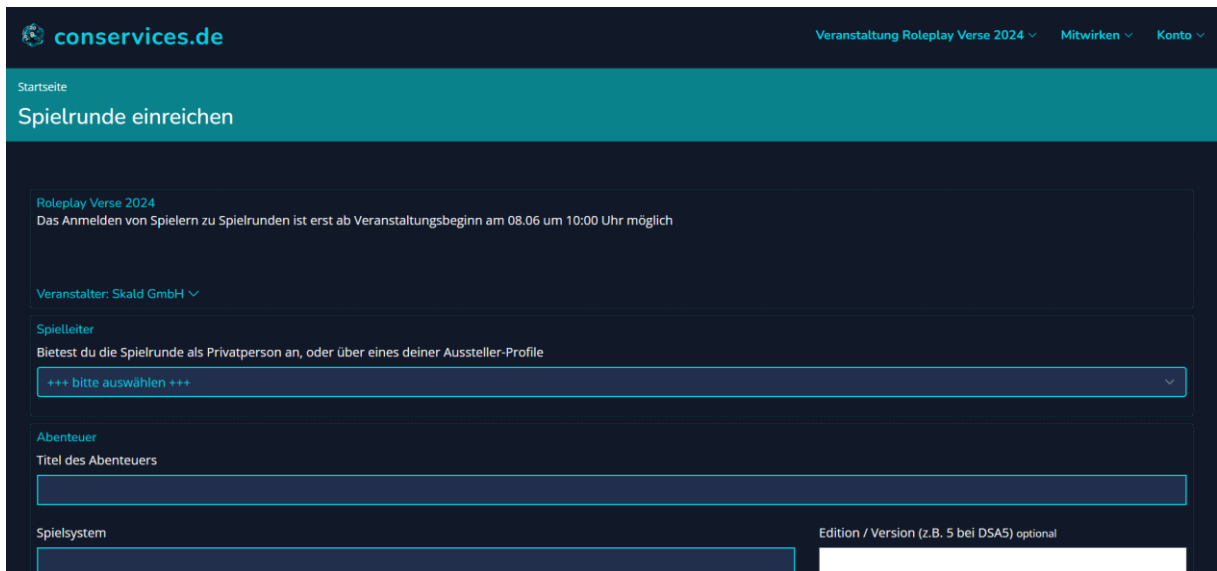 conservices.de
Veranstaltung Roleplay Verse 2024 Mitwirken Konto
Startseite
Spielrunde einreichen
Roleplay Verse 2024
Das Anmelden von Spielern zu Spielrunden ist erst ab Veranstaltungsbeginn am 08.06 um 10:00 Uhr möglich
Veranstalter: Skald GmbH
Spielleiter
Bietest du die Spielrunde als Privatperson an, oder über eines deiner Aussteller-Profile
+++ bitte auswählen +++
Abenteuer
Titel des Abenteuers
Spielsystem
Edition / Version (z.B. 5 bei DSA5) optional